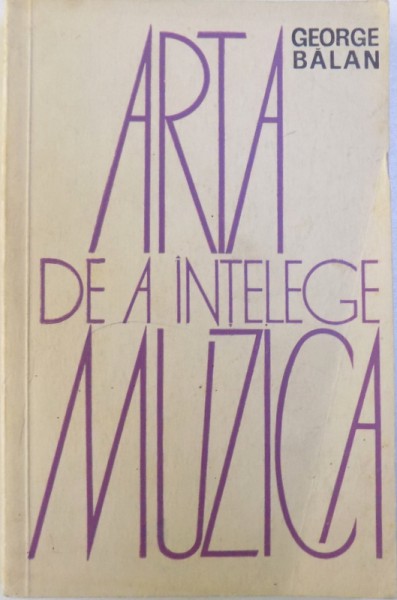 GEORGE
BĂLAN
ARTA
DE A ÎNȚELEGE
MUZICA